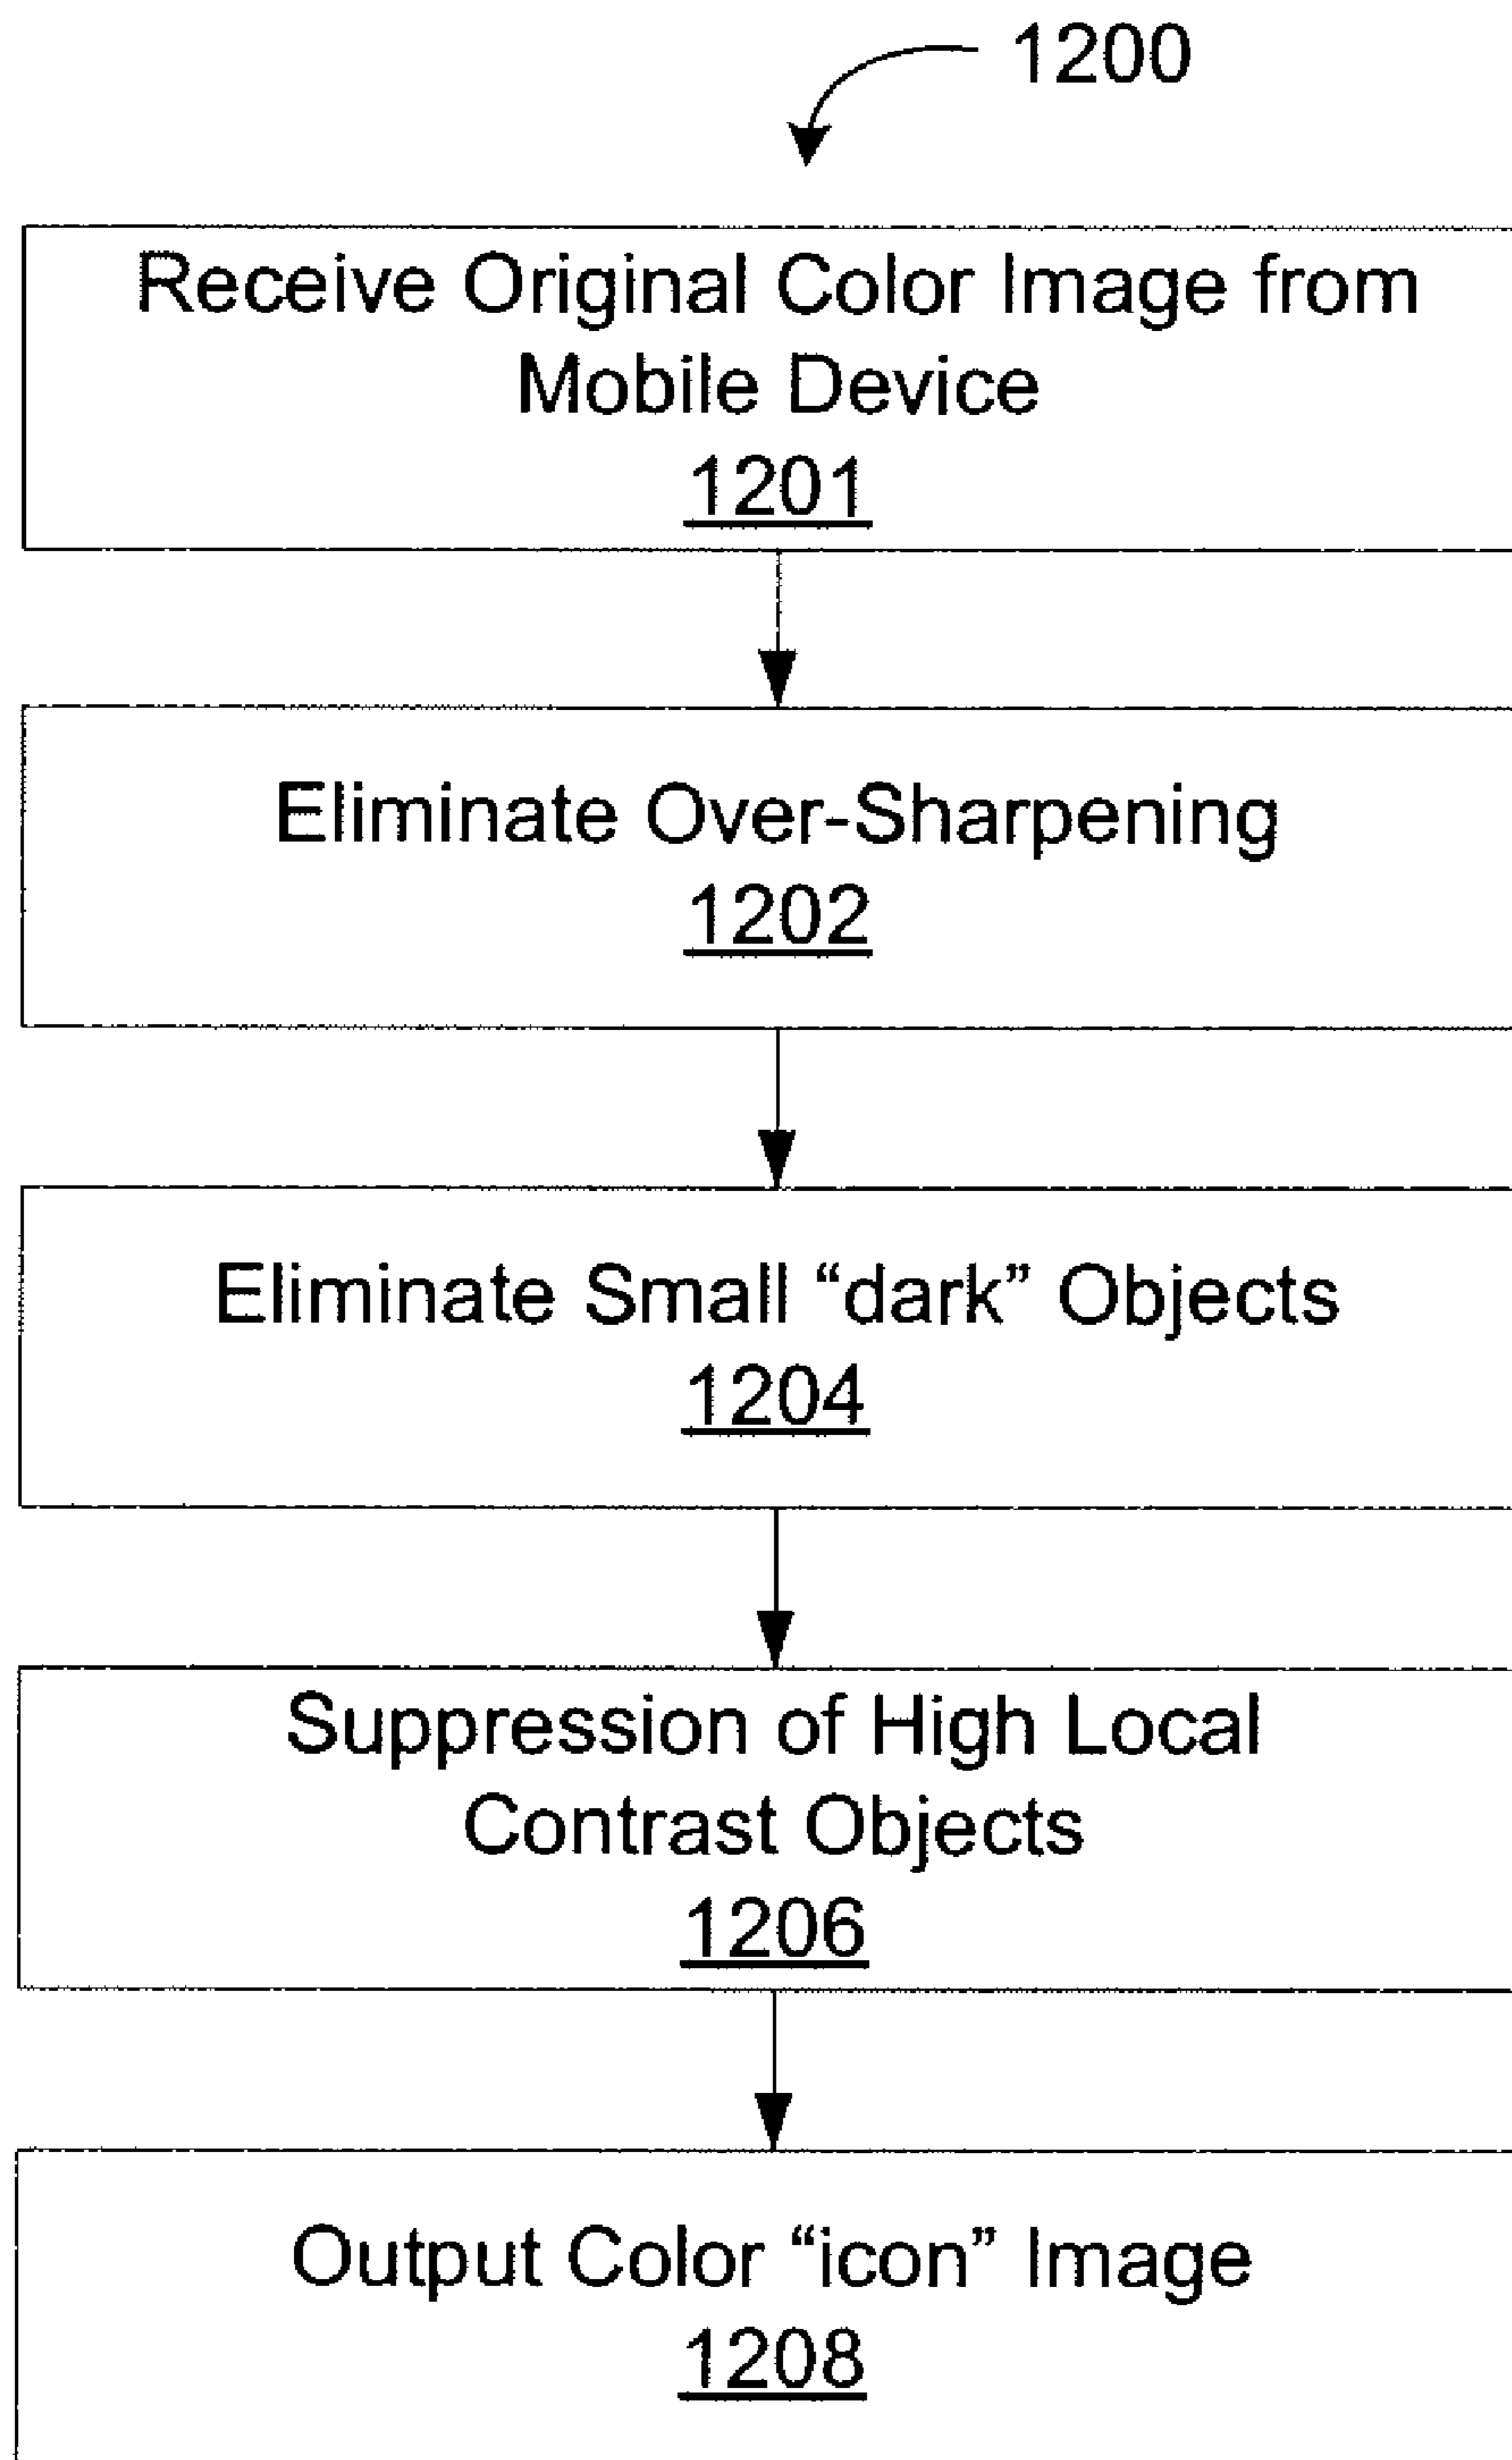 1200
Receive Original Color Image from
Mobile Device
1201
Eliminate Over-Sharpening
1202
Eliminate Small “dark” Objects
1204
Suppression of High Local
Contrast Objects
1206
Output Color “icon” Image
1208